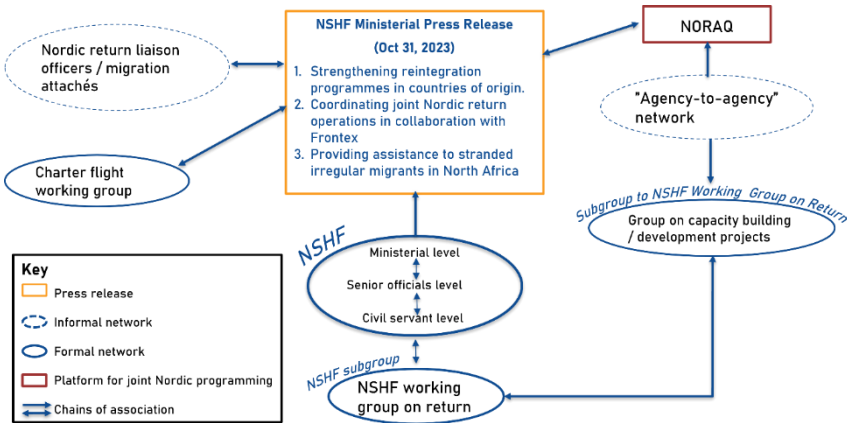 NSHF Ministerial Press Release
(Oct 31, 2023)
1. Strengthening reintegration
programmes in countries of origin.
2. Coordinating joint Nordic return
operations in collaboration with
Frontex
3. Providing assistance to stranded
irregular migrants in North Africa
Nordic return liaison
officers / migration
attachés
Charter flight
working group
NORAQ
"Agency-to-agency"
network
Subgroup to NSHF Working Group on Return
Group on capacity building
/ development projects
NSHF
Ministerial level
Senior officials level
Civil servant level
NSHF subgroup
NSHF working
group on return
Key
Press release
Informal network
Formal network
Platform for joint Nordic programming
Chains of association